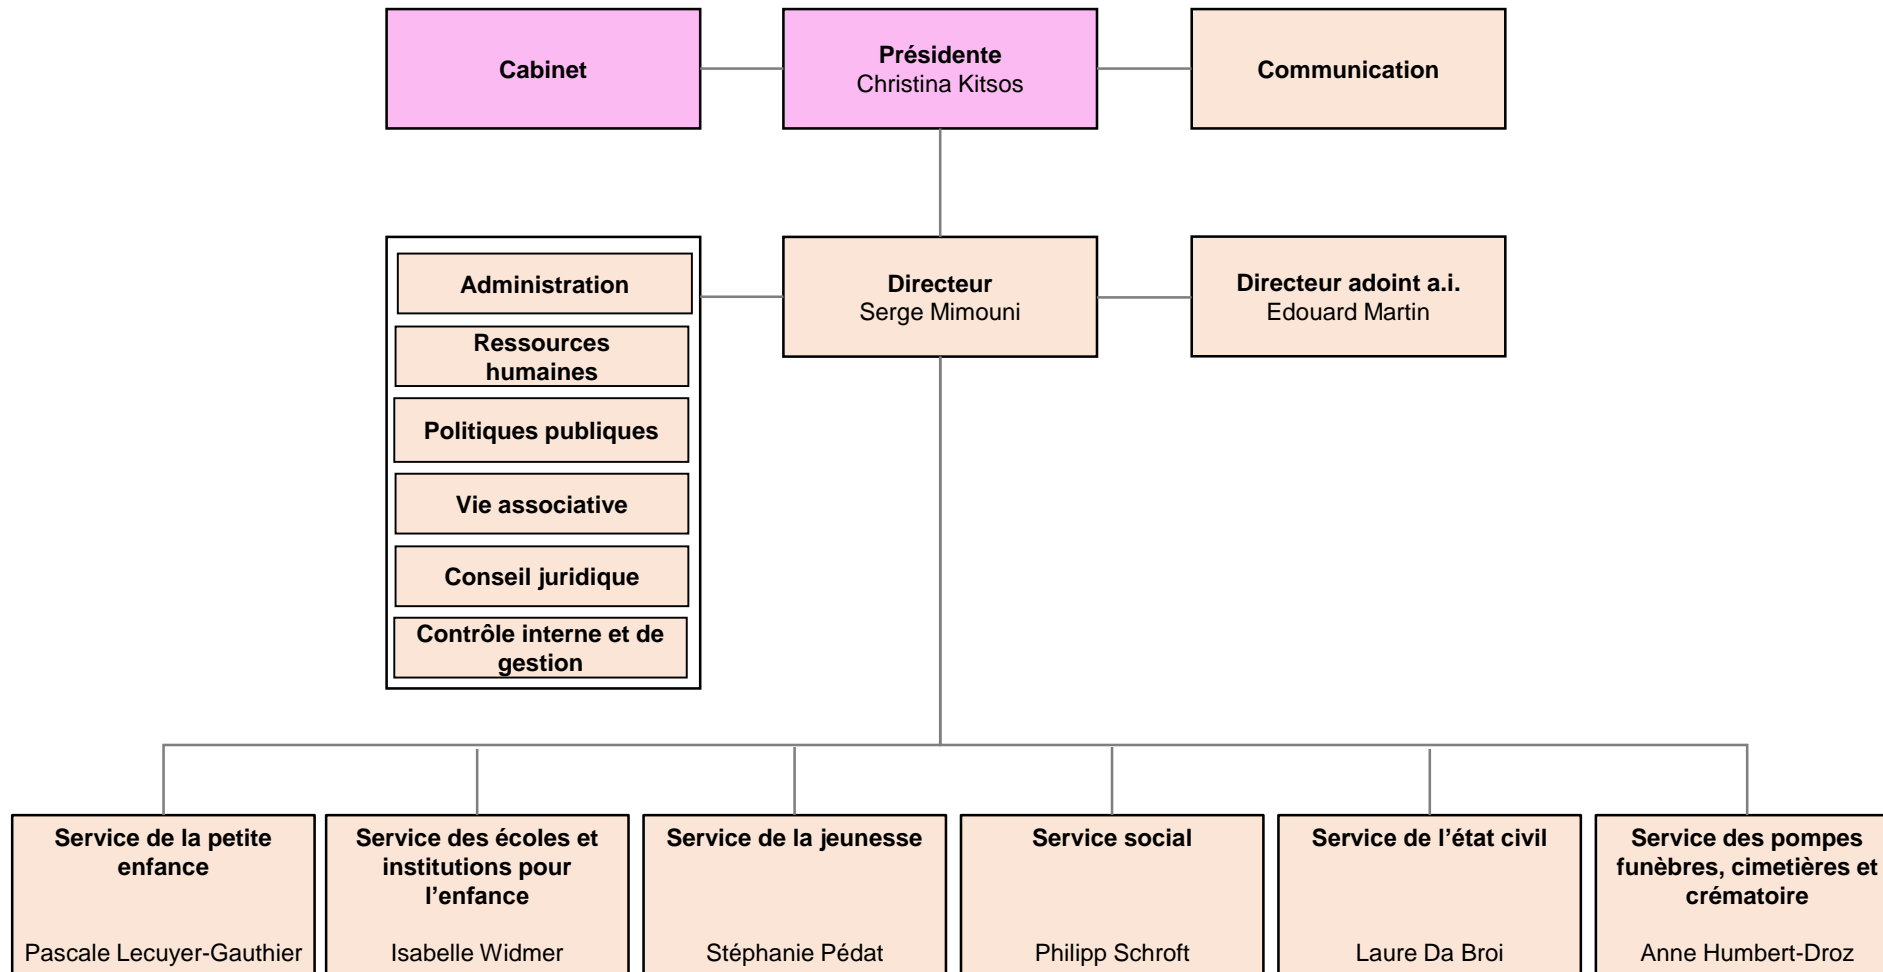 Cabinet
Présidente
Christina Kitsos
Communication
Administration
Ressources
humaines
Politiques publiques
Vie associative
Conseil juridique
Contrôle interne et de
gestion
Directeur
Serge Mimouni
Directeur adoint a.i.
Edouard Martin
Service de la petite
enfance
Pascale Lecuyer-Gauthier
Service des écoles et
institutions pour
l’enfance
Isabelle Widmer
Service de la jeunesse
Stéphanie Pédat
Service social
Philipp Schroft
Service de l’état civil
Laure Da Broi
Service des pompes
funèbres, cimetières et
crématoire
Anne Humbert-Droz